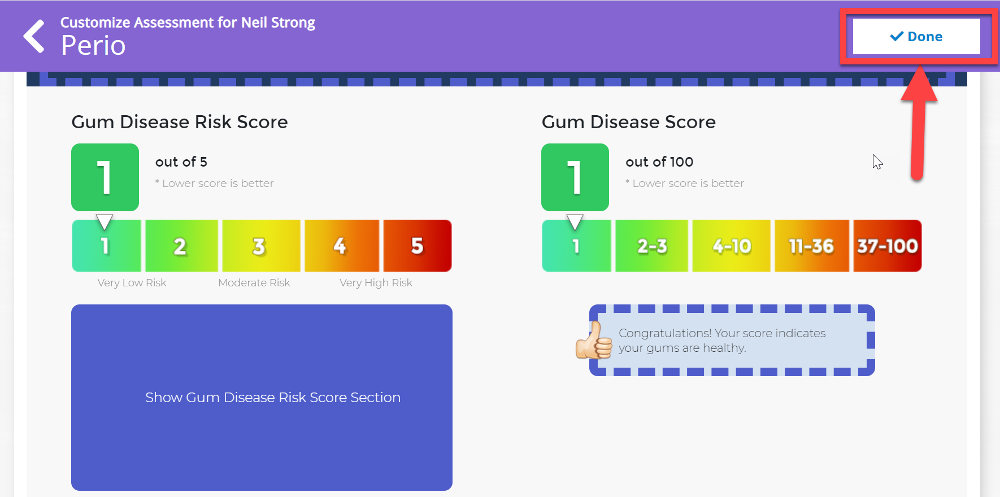 Customize Assessment for Neil Strong
Perio
Done
Gum Disease Risk Score
1
out of 5
* Lower score is better
1 2 3 4 5
Very Low Risk Moderate Risk Very High Risk
Show Gum Disease Risk Score Section
Gum Disease Score
1
out of 100
* Lower score is better
1 2-3 4-10 11-36 37-100
Congratulations! Your score indicates
your gums are healthy.